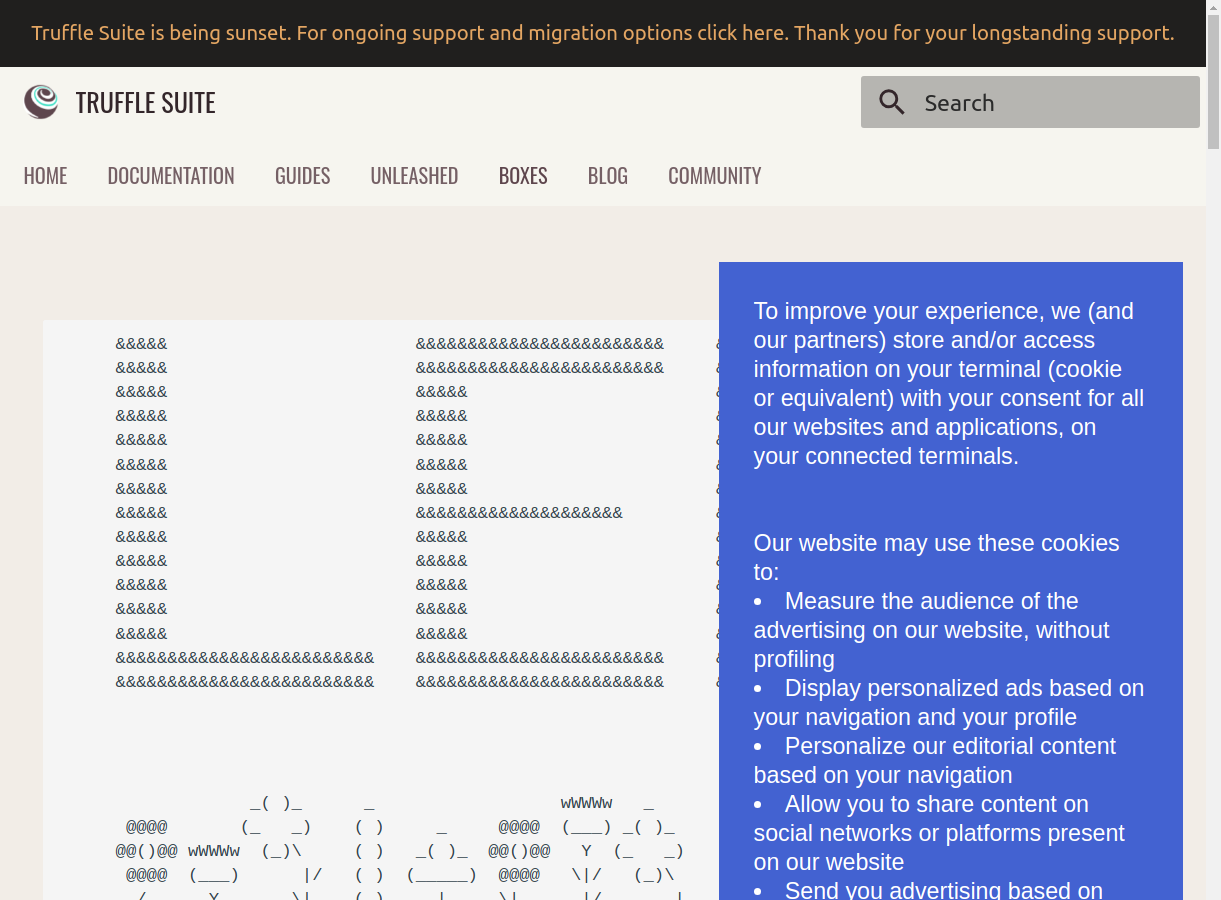 Truffle Suite is being sunset. For ongoing support and migration options click here. Thank you for your longstanding support.
TRUFFLE SUITE
Search
HOME
DOCUMENTATION
GUIDES
UNLEASHED
BOXES
BLOG
COMMUNITY
&&&&&                        &&&&&&&&&&&&&&&&&&&&&&&&
&&&&&                        &&&&&&&&&&&&&&&&&&&&&&&&
&&&&&                        &&&&&
&&&&&                        &&&&&
&&&&&                        &&&&&
&&&&&                        &&&&&
&&&&&                        &&&&&
&&&&&                        &&&&&&&&&&&&&&&&&&&&
&&&&&                        &&&&&
&&&&&                        &&&&&
&&&&&                        &&&&&
&&&&&                        &&&&&
&&&&&                        &&&&&
&&&&&&&&&&&&&&&&&&&&&&&&&    &&&&&&&&&&&&&&&&&&&&&&&&
&&&&&&&&&&&&&&&&&&&&&&&&&    &&&&&&&&&&&&&&&&&&&&&&&&
             _( )_      _                  wWWWw   _
 @@@@       (_   _)    ( )     _     @@@@  (___) _( )_
@@()@@ wWWWw  (_)\     ( )   _( )_  @@()@@   Y  (_   _)
 @@@@  (___)      |/   ( )  (_____)  @@@@   \|/   (_)\
  /      Y       \|    ( )     |     \|      |/       |
To improve your experience, we (and
our partners) store and/or access
information on your terminal (cookie
or equivalent) with your consent for all
our websites and applications, on
your connected terminals.
Our website may use these cookies
to:
• Measure the audience of the
advertising on our website, without
profiling
• Display personalized ads based on
your navigation and your profile
• Personalize our editorial content
based on your navigation
• Allow you to share content on
social networks or platforms present
on our website
• Send you advertising based on